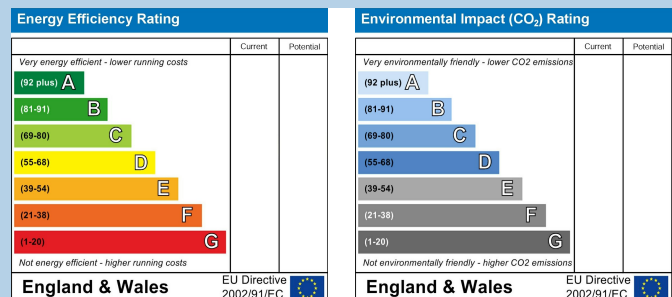 Energy Efficiency Rating
Current Potential
Very energy efficient - lower running costs
(92 plus) A
(81-91) B
(69-80) C
(55-68) D
(39-54) E
(21-38) F
(1-20) G
Not energy efficient - higher running costs
England & Wales
EU Directive
2002/91/EC
Environmental Impact (CO₂) Rating
Current Potential
Very environmentally friendly - lower CO2 emissions
(92 plus) A
(81-91) B
(69-80) C
(55-68) D
(39-54) E
(21-38) F
(1-20) G
Not environmentally friendly - higher CO2 emissions
England & Wales
EU Directive
2002/91/EC